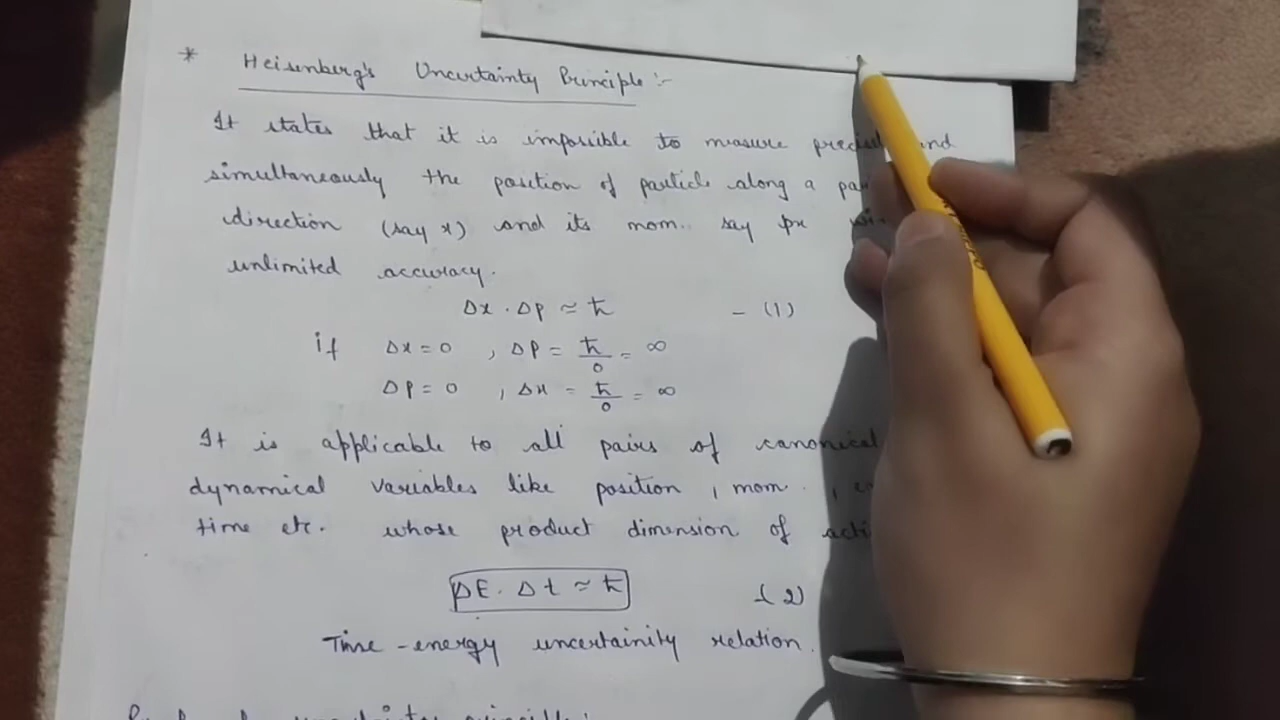 * Heisenberg's Uncertainty Principle :-
It states that it is impossible to measure and
simultaneously the position of particle along a
direction (say x) and its mom. say px
unlimited accuracy.
Δx . Δp ≈ ħ - (1)
if Δx = 0 , Δp = ħ/0 = ∞
Δp = 0 , Δx = ħ/0 = ∞
It is applicable to all pairs of canonical
dynamical variables like position , mom . ,
time etc. whose product dimension of
ΔE . Δt ≈ ħ - (2)
Time - energy uncertainity relation.